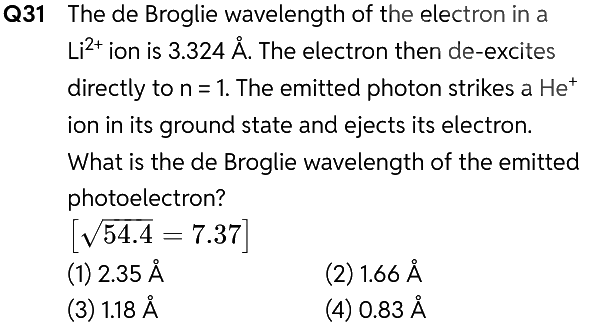 Q31 The de Broglie wavelength of the electron in a
Li²⁺ ion is 3.324 Å. The electron then de-excites
directly to n = 1. The emitted photon strikes a He⁺
ion in its ground state and ejects its electron.
What is the de Broglie wavelength of the emitted
photoelectron?
[√54.4 = 7.37]
(1) 2.35 Å (2) 1.66 Å
(3) 1.18 Å (4) 0.83 Å